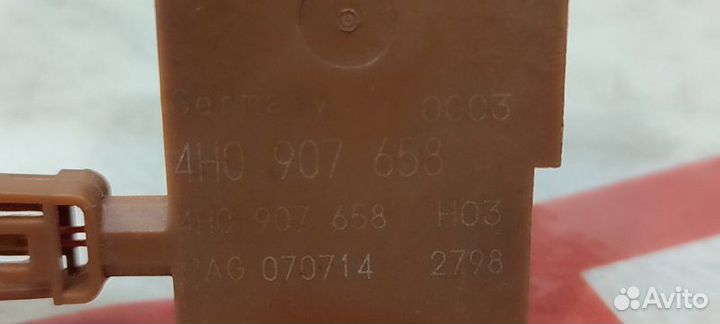 Germany 0003
4H0 907 658
4H0 907 658 H03
PAG 070714 2798
Avito